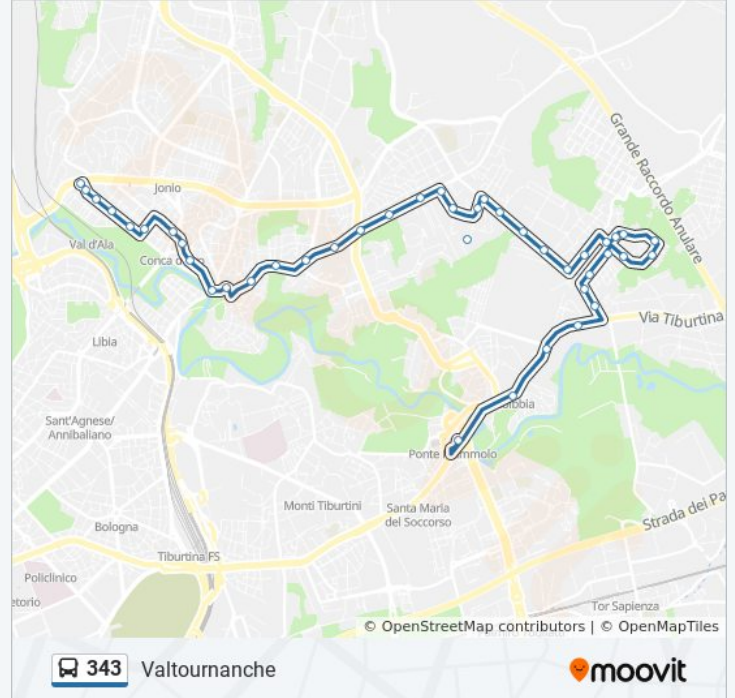 Grande Raccordo Anulare
Jonio
Val d'Ala
Conca d
Via Tiburtina
Libia
Sant'Agnese/
Annibaliano
Ponte Mammolo
Monti Tiburtini
Santa Maria
del Soccorso
Strada dei Pa
Bologna
Tiburtina FS
Policlinico
etorio
Tor Sapienza
© OpenStreetMap contributors | © OpenMapTiles
343 Valtournanche
moovit